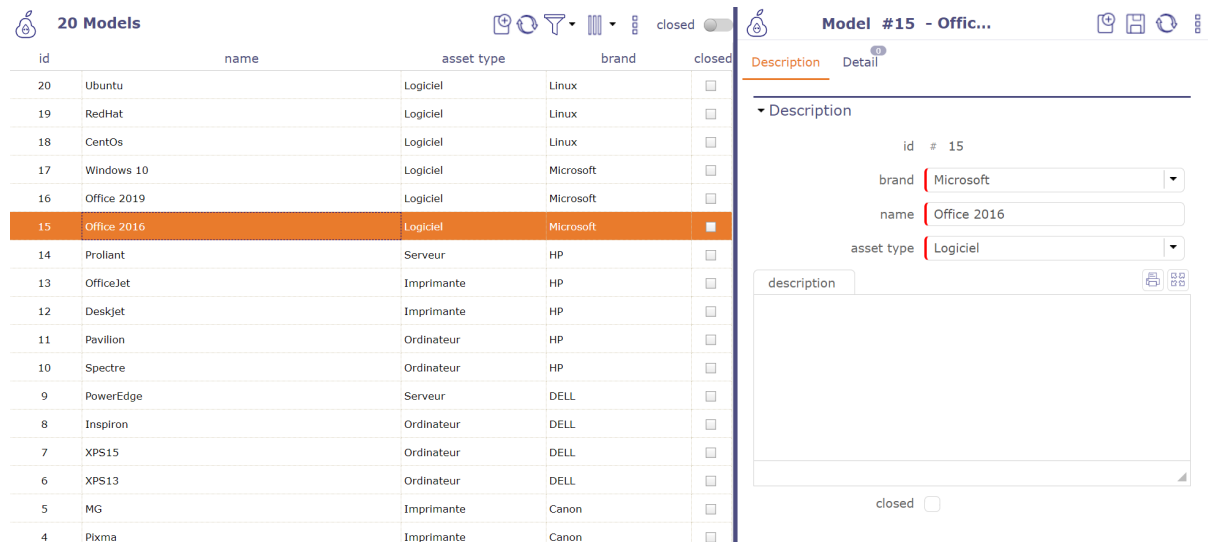 20 Models
closed
id name asset type brand closed
20 Ubuntu Logiciel Linux
19 RedHat Logiciel Linux
18 CentOs Logiciel Linux
17 Windows 10 Logiciel Microsoft
16 Office 2019 Logiciel Microsoft
15 Office 2016 Logiciel Microsoft
14 Proliant Serveur HP
13 OfficeJet Imprimante HP
12 Deskjet Imprimante HP
11 Pavilion Ordinateur HP
10 Spectre Ordinateur HP
9 PowerEdge Serveur DELL
8 Inspiron Ordinateur DELL
7 XPS15 Ordinateur DELL
6 XPS13 Ordinateur DELL
5 MG Imprimante Canon
4 Pixma Imprimante Canon
Model #15 - Offic...
Description Detail 0
Description
id # 15
brand Microsoft
name Office 2016
asset type Logiciel
description
closed